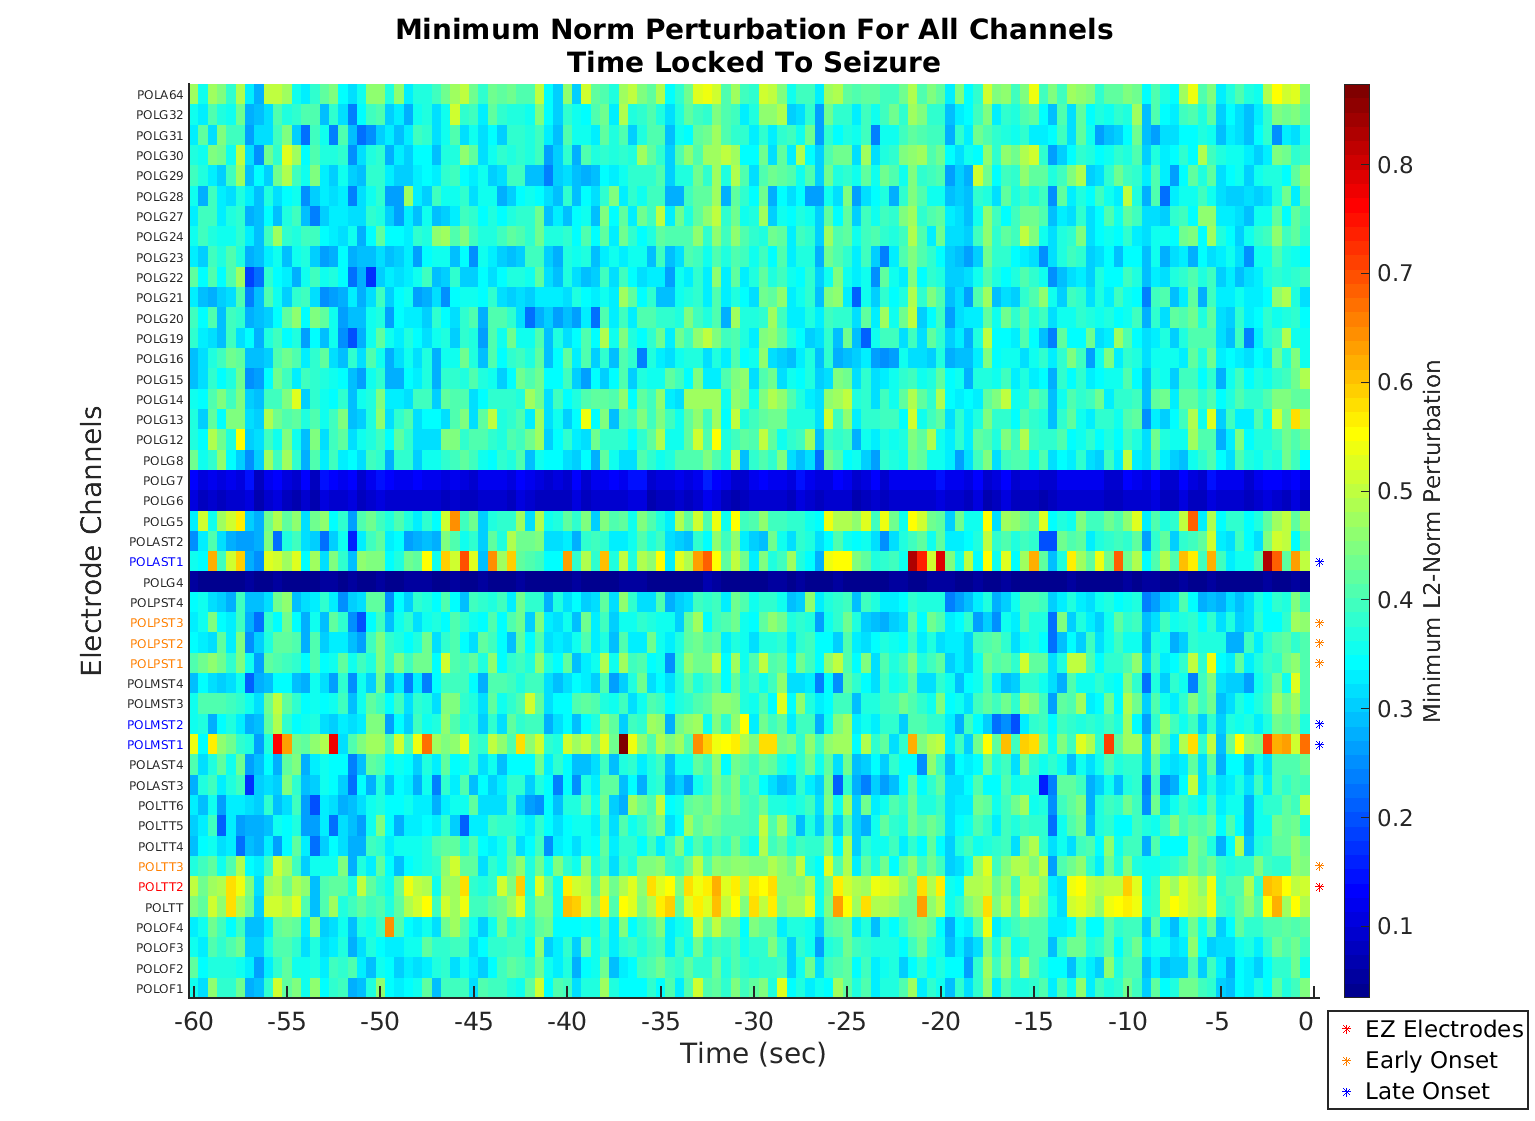 Minimum Norm Perturbation For All Channels
Time Locked To Seizure
Electrode Channels
POLA64
POLG32
POLG31
POLG30
POLG29
POLG28
POLG27
POLG24
POLG23
POLG22
POLG21
POLG20
POLG19
POLG16
POLG15
POLG14
POLG13
POLG12
POLG8
POLG7
POLG6
POLG5
POLAST2
POLAST1
POLG4
POLPST4
POLPST3
POLPST2
POLPST1
POLMST4
POLMST3
POLMST2
POLMST1
POLAST4
POLAST3
POLTT6
POLTT5
POLTT4
POLTT3
POLTT2
POLTT
POLOF4
POLOF3
POLOF2
POLOF1
-60 -55 -50 -45 -40 -35 -30 -25 -20 -15 -10 -5 0
Time (sec)
0.8
0.7
0.6
0.5
0.4
0.3
0.2
0.1
Minimum L2-Norm Perturbation
EZ Electrodes
Early Onset
Late Onset